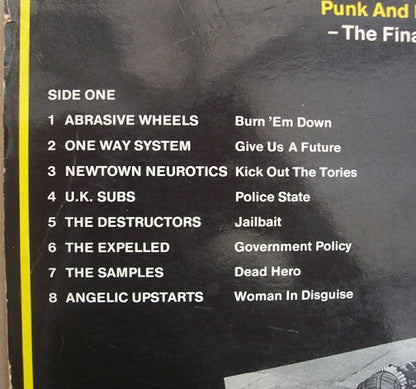 Punk And
– The Fina
SIDE ONE
1 ABRASIVE WHEELS Burn 'Em Down
2 ONE WAY SYSTEM Give Us A Future
3 NEWTOWN NEUROTICS Kick Out The Tories
4 U.K. SUBS Police State
5 THE DESTRUCTORS Jailbait
6 THE EXPELLED Government Policy
7 THE SAMPLES Dead Hero
8 ANGELIC UPSTARTS Woman In Disguise